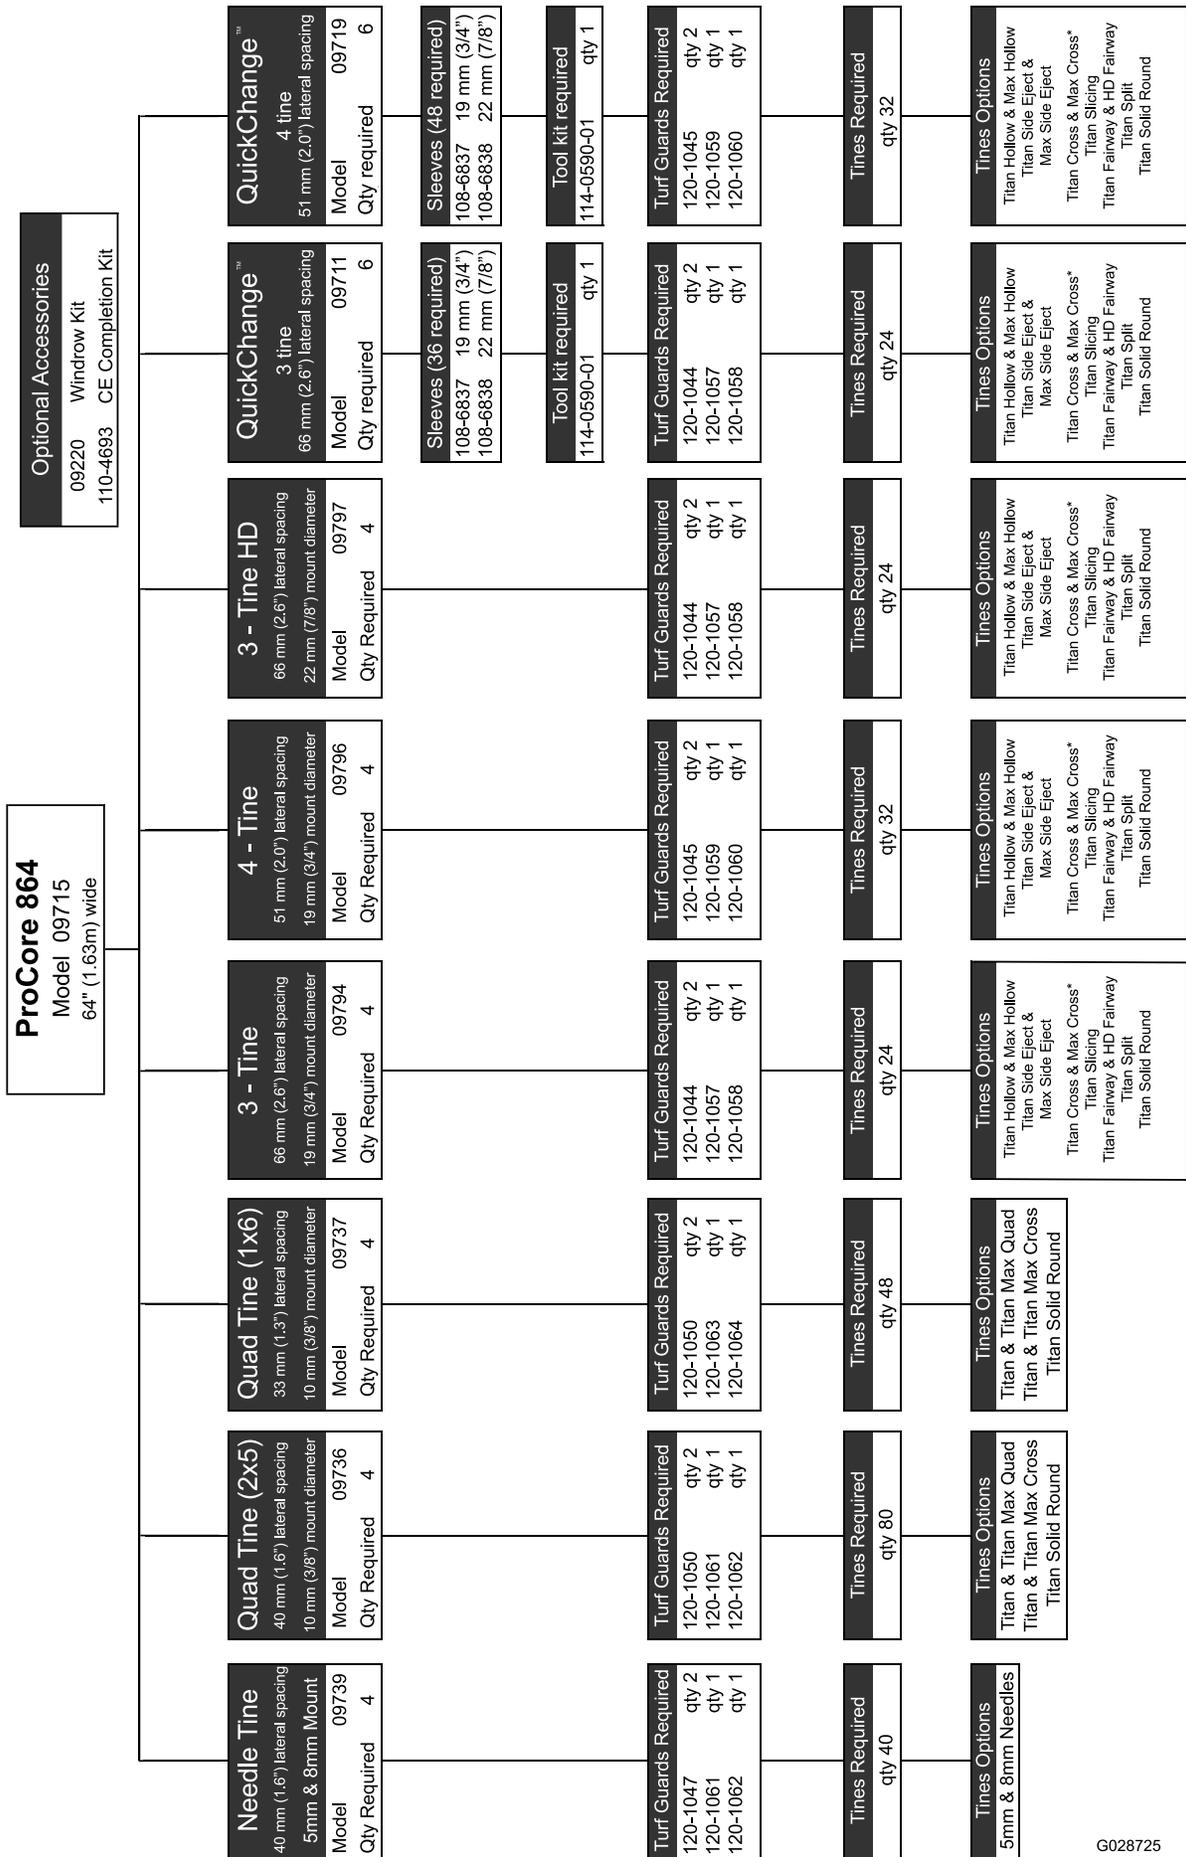 ProCore 864
Model 09715
64" (1.63m) wide
Optional Accessories
09220 Windrow Kit
110-4693 CE Completion Kit
Needle Tine
40 mm (1.6") lateral spacing
5mm & 8mm Mount
Model 09739
Qty Required 4
Turf Guards Required
120-1047 qty 2
120-1061 qty 1
120-1062 qty 1
Tines Required
qty 40
Tines Options
5mm & 8mm Needles
Quad Tine (2x5)
40 mm (1.6") lateral spacing
10 mm (3/8") mount diameter
Model 09736
Qty Required 4
Turf Guards Required
120-1050 qty 2
120-1061 qty 1
120-1062 qty 1
Tines Required
qty 80
Tines Options
Titan & Titan Max Quad
Titan & Titan Max Cross
Titan Solid Round
Quad Tine (1x6)
33 mm (1.3") lateral spacing
10 mm (3/8") mount diameter
Model 09737
Qty Required 4
Turf Guards Required
120-1050 qty 2
120-1063 qty 1
120-1064 qty 1
Tines Required
qty 48
Tines Options
Titan & Titan Max Quad
Titan & Titan Max Cross
Titan Solid Round
3 - Tine
66 mm (2.6") lateral spacing
19 mm (3/4") mount diameter
Model 09794
Qty Required 4
Turf Guards Required
120-1044 qty 2
120-1057 qty 1
120-1058 qty 1
Tines Required
qty 24
Tines Options
Titan Hollow & Max Hollow
Titan Side Eject &
Max Side Eject
Titan Cross & Max Cross*
Titan Slicing
Titan Fairway & HD Fairway
Titan Split
Titan Solid Round
4 - Tine
51 mm (2.0") lateral spacing
19 mm (3/4") mount diameter
Model 09796
Qty Required 4
Turf Guards Required
120-1045 qty 2
120-1059 qty 1
120-1060 qty 1
Tines Required
qty 32
Tines Options
Titan Hollow & Max Hollow
Titan Side Eject &
Max Side Eject
Titan Cross & Max Cross*
Titan Slicing
Titan Fairway & HD Fairway
Titan Split
Titan Solid Round
3 - Tine HD
66 mm (2.6") lateral spacing
22 mm (7/8") mount diameter
Model 09797
Qty Required 4
Turf Guards Required
120-1044 qty 2
120-1057 qty 1
120-1058 qty 1
Tines Required
qty 24
Tines Options
Titan Hollow & Max Hollow
Titan Side Eject &
Max Side Eject
Titan Cross & Max Cross*
Titan Slicing
Titan Fairway & HD Fairway
Titan Split
Titan Solid Round
QuickChange™
3 tine
66 mm (2.6") lateral spacing
Model 09711
Qty required 6
Sleeves (36 required)
108-6837 19 mm (3/4")
108-6838 22 mm (7/8")
Tool kit required
114-0590-01 qty 1
Turf Guards Required
120-1044 qty 2
120-1057 qty 1
120-1058 qty 1
Tines Required
qty 24
Tines Options
Titan Hollow & Max Hollow
Titan Side Eject &
Max Side Eject
Titan Cross & Max Cross*
Titan Slicing
Titan Fairway & HD Fairway
Titan Split
Titan Solid Round
QuickChange™
4 tine
51 mm (2.0") lateral spacing
Model 09719
Qty required 6
Sleeves (48 required)
108-6837 19 mm (3/4")
108-6838 22 mm (7/8")
Tool kit required
114-0590-01 qty 1
Turf Guards Required
120-1045 qty 2
120-1059 qty 1
120-1060 qty 1
Tines Required
qty 32
Tines Options
Titan Hollow & Max Hollow
Titan Side Eject &
Max Side Eject
Titan Cross & Max Cross*
Titan Slicing
Titan Fairway & HD Fairway
Titan Split
Titan Solid Round
G028725